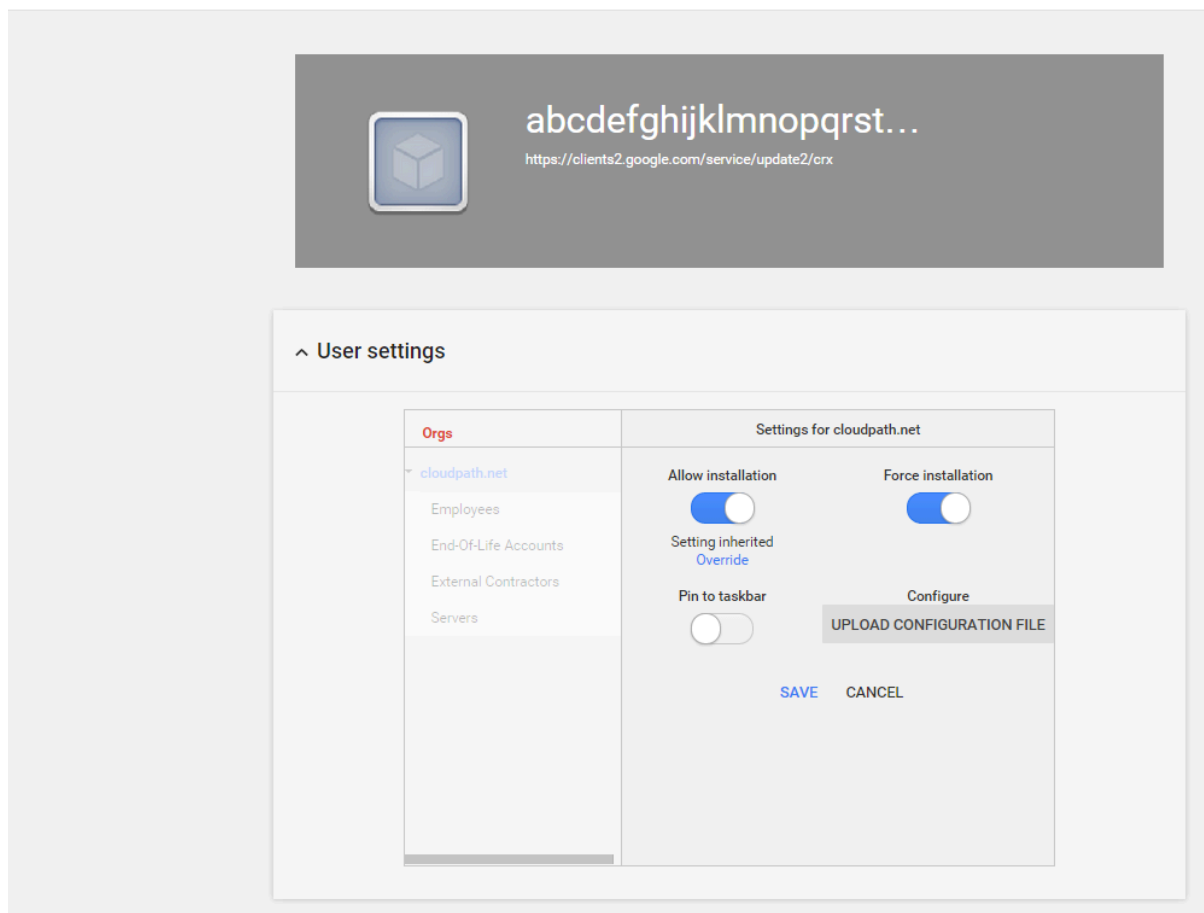 abcdefghijklmnopqrst...
https://clients2.google.com/service/update2/crx
User settings
Orgs
cloudpath.net
Employees
End-Of-Life Accounts
External Contractors
Servers
Settings for cloudpath.net
Allow installation
Force installation
Setting inherited
Override
Pin to taskbar
Configure
UPLOAD CONFIGURATION FILE
SAVE CANCEL